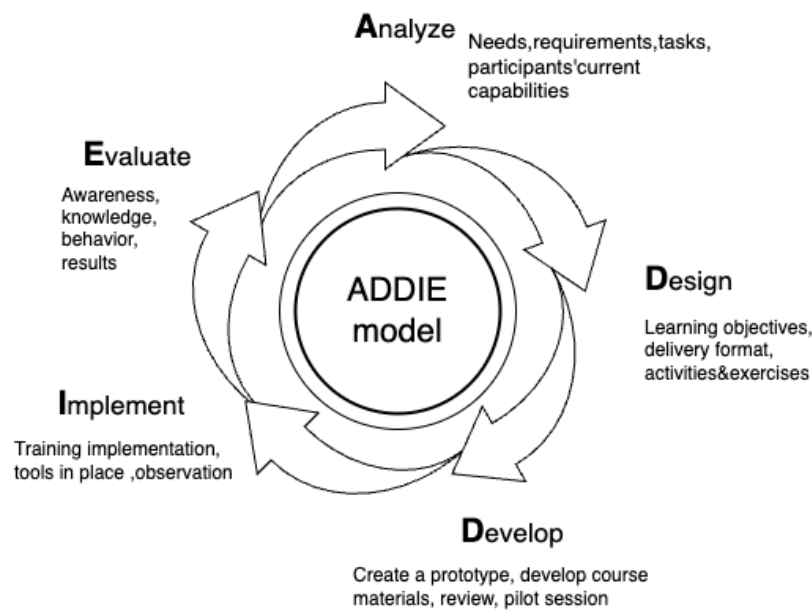 Analyze
Needs,requirements,tasks,
participants'current
capabilities
Evaluate
Awareness,
knowledge,
behavior,
results
ADDIE
model
Design
Learning objectives,
delivery format,
activities&exercises
Implement
Training implementation,
tools in place ,observation
Develop
Create a prototype, develop course
materials, review, pilot session